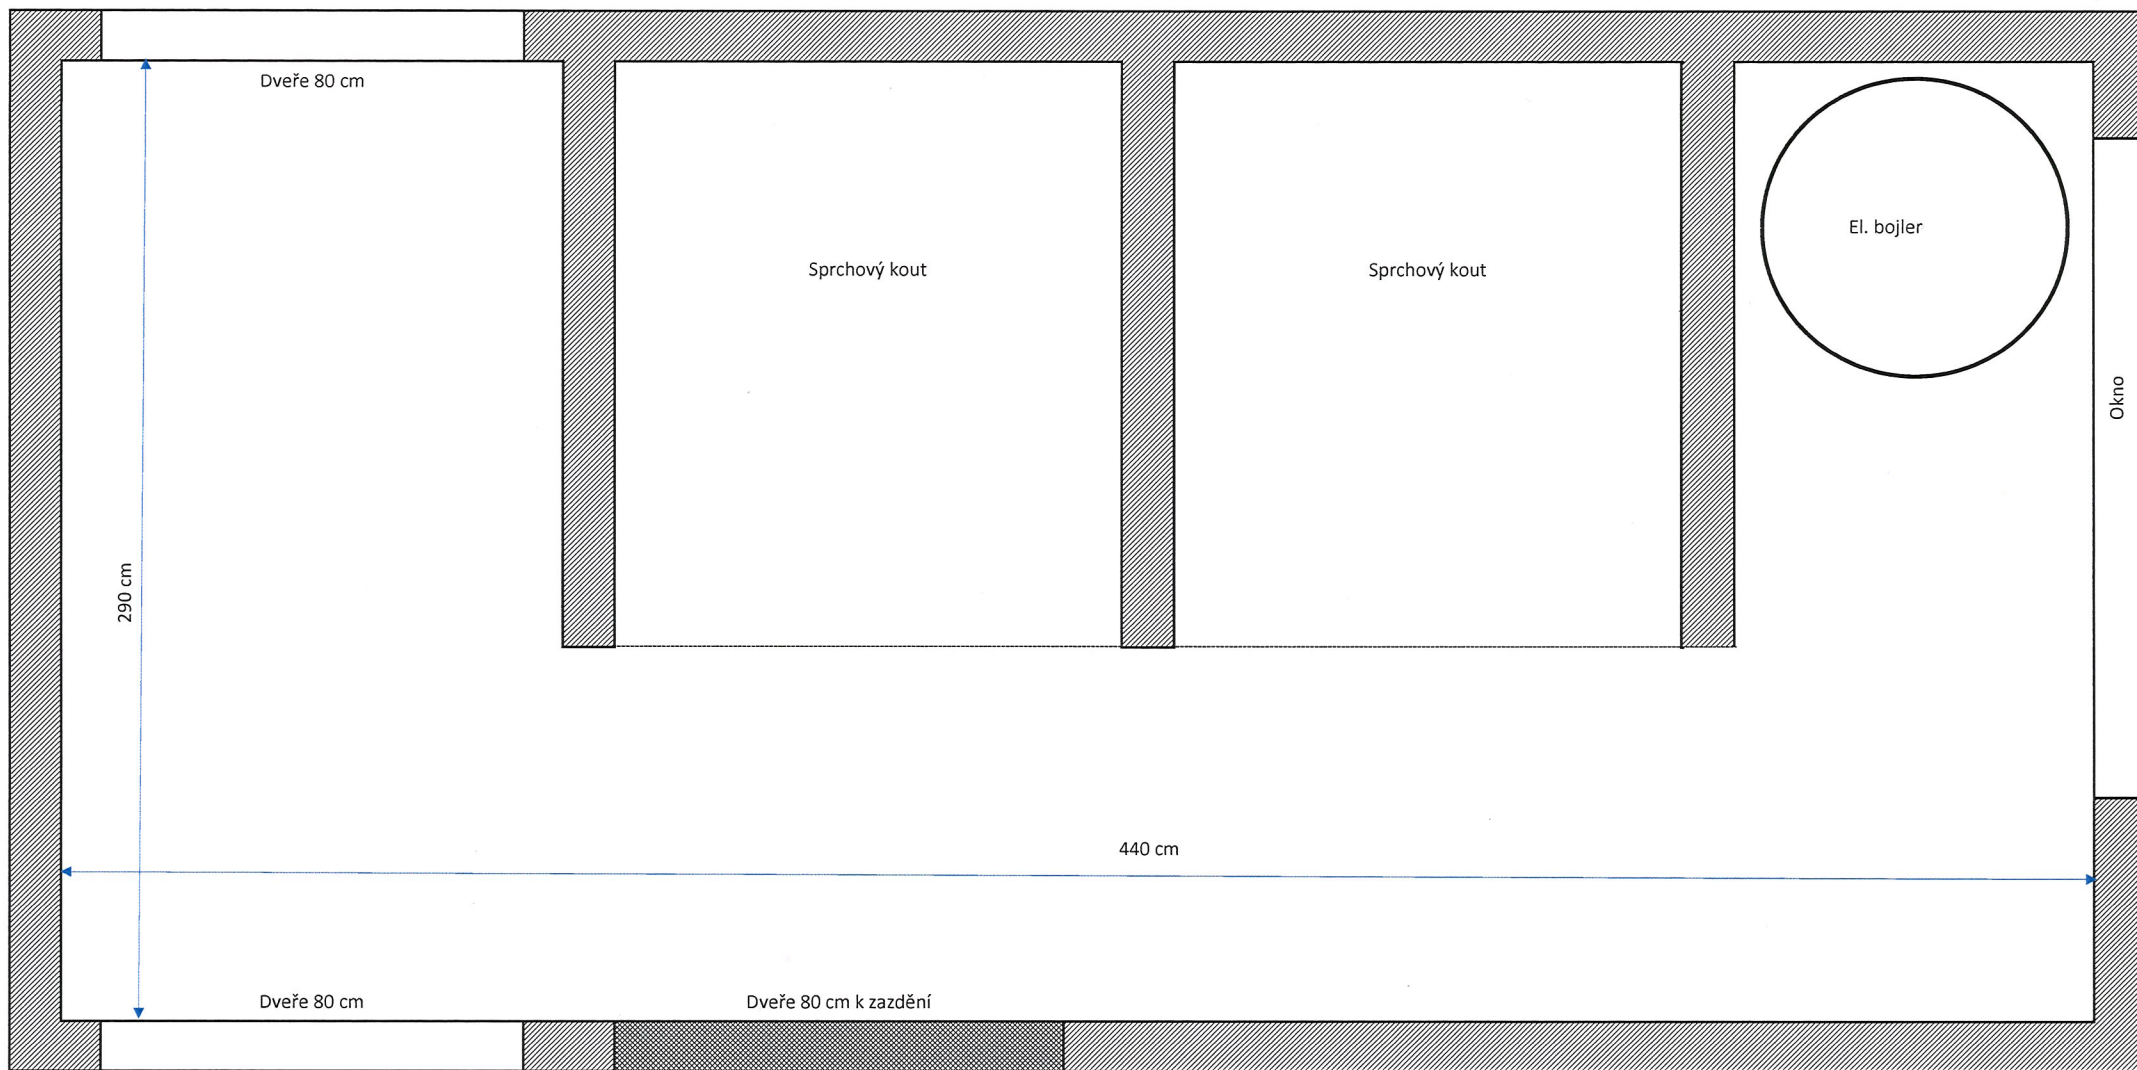 Dveře 80 cm
El. bojler
Sprchový kout
Sprchový kout
Okno
290 cm
440 cm
Dveře 80 cm
Dveře 80 cm k zazdění